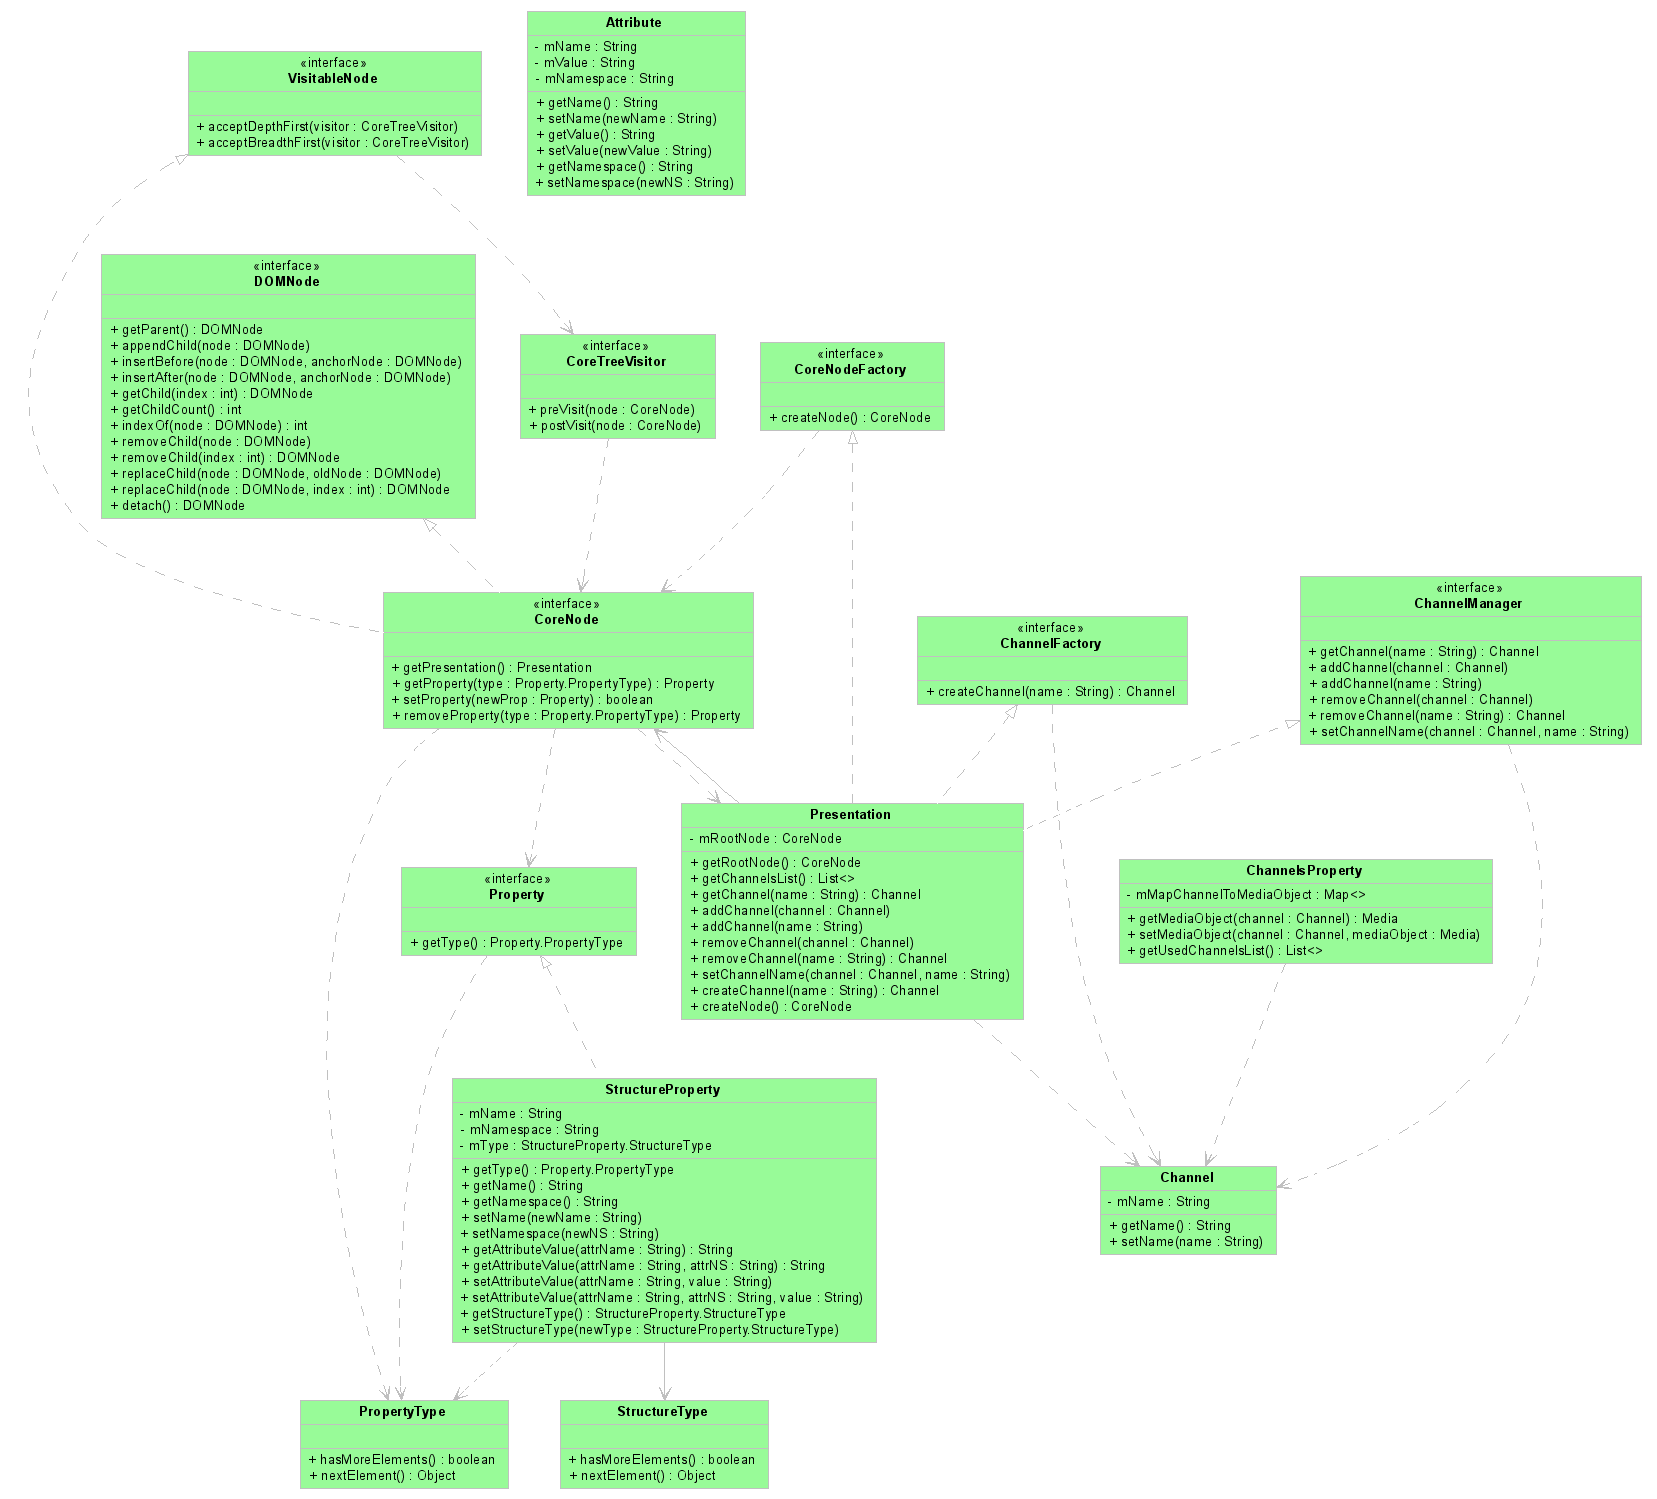 Attribute
- mName : String
- mValue : String
- mNamespace : String
+ getName() : String
+ setName(newName : String)
+ getValue() : String
+ setValue(newValue : String)
+ getNamespace() : String
+ setNamespace(newNS : String)
«interface»
VisitableNode
+ acceptDepthFirst(visitor : CoreTreeVisitor)
+ acceptBreadthFirst(visitor : CoreTreeVisitor)
«interface»
DOMNode
+ getParent() : DOMNode
+ appendChild(node : DOMNode)
+ insertBefore(node : DOMNode, anchorNode : DOMNode)
+ insertAfter(node : DOMNode, anchorNode : DOMNode)
+ getChild(index : int) : DOMNode
+ getChildCount() : int
+ indexOf(node : DOMNode) : int
+ removeChild(node : DOMNode)
+ removeChild(index : int) : DOMNode
+ replaceChild(node : DOMNode, oldNode : DOMNode)
+ replaceChild(node : DOMNode, index : int) : DOMNode
+ detach() : DOMNode
«interface»
CoreTreeVisitor
+ preVisit(node : CoreNode)
+ postVisit(node : CoreNode)
«interface»
CoreNodeFactory
+ createNode() : CoreNode
«interface»
CoreNode
+ getPresentation() : Presentation
+ getProperty(type : Property.PropertyType) : Property
+ setProperty(newProp : Property) : boolean
+ removeProperty(type : Property.PropertyType) : Property
«interface»
ChannelFactory
+ createChannel(name : String) : Channel
«interface»
ChannelManager
+ getChannel(name : String) : Channel
+ addChannel(channel : Channel)
+ addChannel(name : String)
+ removeChannel(channel : Channel)
+ removeChannel(name : String) : Channel
+ setChannelName(channel : Channel, name : String)
Presentation
- mRootNode : CoreNode
+ getRootNode() : CoreNode
+ getChannelsList() : List<>
+ getChannel(name : String) : Channel
+ addChannel(channel : Channel)
+ addChannel(name : String)
+ removeChannel(channel : Channel)
+ removeChannel(name : String) : Channel
+ setChannelName(channel : Channel, name : String)
+ createChannel(name : String) : Channel
+ createNode() : CoreNode
«interface»
Property
+ getType() : Property.PropertyType
ChannelsProperty
- mMapChannelToMediaObject : Map<>
+ getMediaObject(channel : Channel) : Media
+ setMediaObject(channel : Channel, mediaObject : Media)
+ getUsedChannelsList() : List<>
StructureProperty
- mName : String
- mNamespace : String
- mType : StructureProperty.StructureType
+ getType() : Property.PropertyType
+ getName() : String
+ getNamespace() : String
+ setName(newName : String)
+ setNamespace(newNS : String)
+ getAttributeValue(attrName : String) : String
+ getAttributeValue(attrName : String, attrNS : String) : String
+ setAttributeValue(attrName : String, value : String)
+ setAttributeValue(attrName : String, attrNS : String, value : String)
+ getStructureType() : StructureProperty.StructureType
+ setStructureType(newType : StructureProperty.StructureType)
Channel
- mName : String
+ getName() : String
+ setName(name : String)
PropertyType
+ hasMoreElements() : boolean
+ nextElement() : Object
StructureType
+ hasMoreElements() : boolean
+ nextElement() : Object